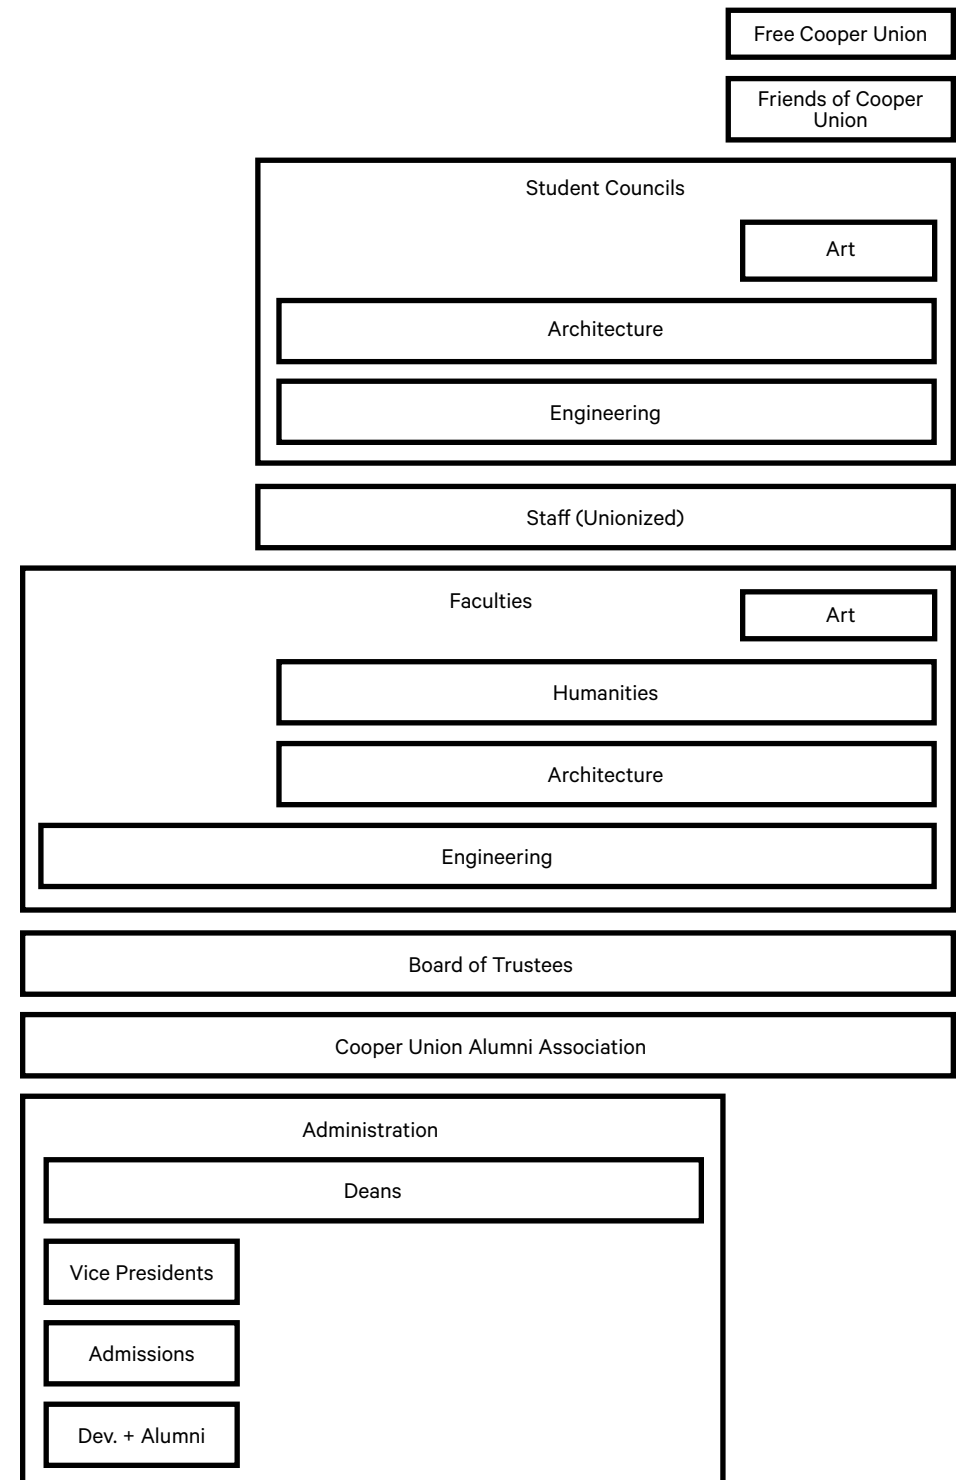 Free Cooper Union
Friends of Cooper
Union
Student Councils
Art
Architecture
Engineering
Staff (Unionized)
Faculties
Art
Humanities
Architecture
Engineering
Board of Trustees
Cooper Union Alumni Association
Administration
Deans
Vice Presidents
Admissions
Dev. + Alumni